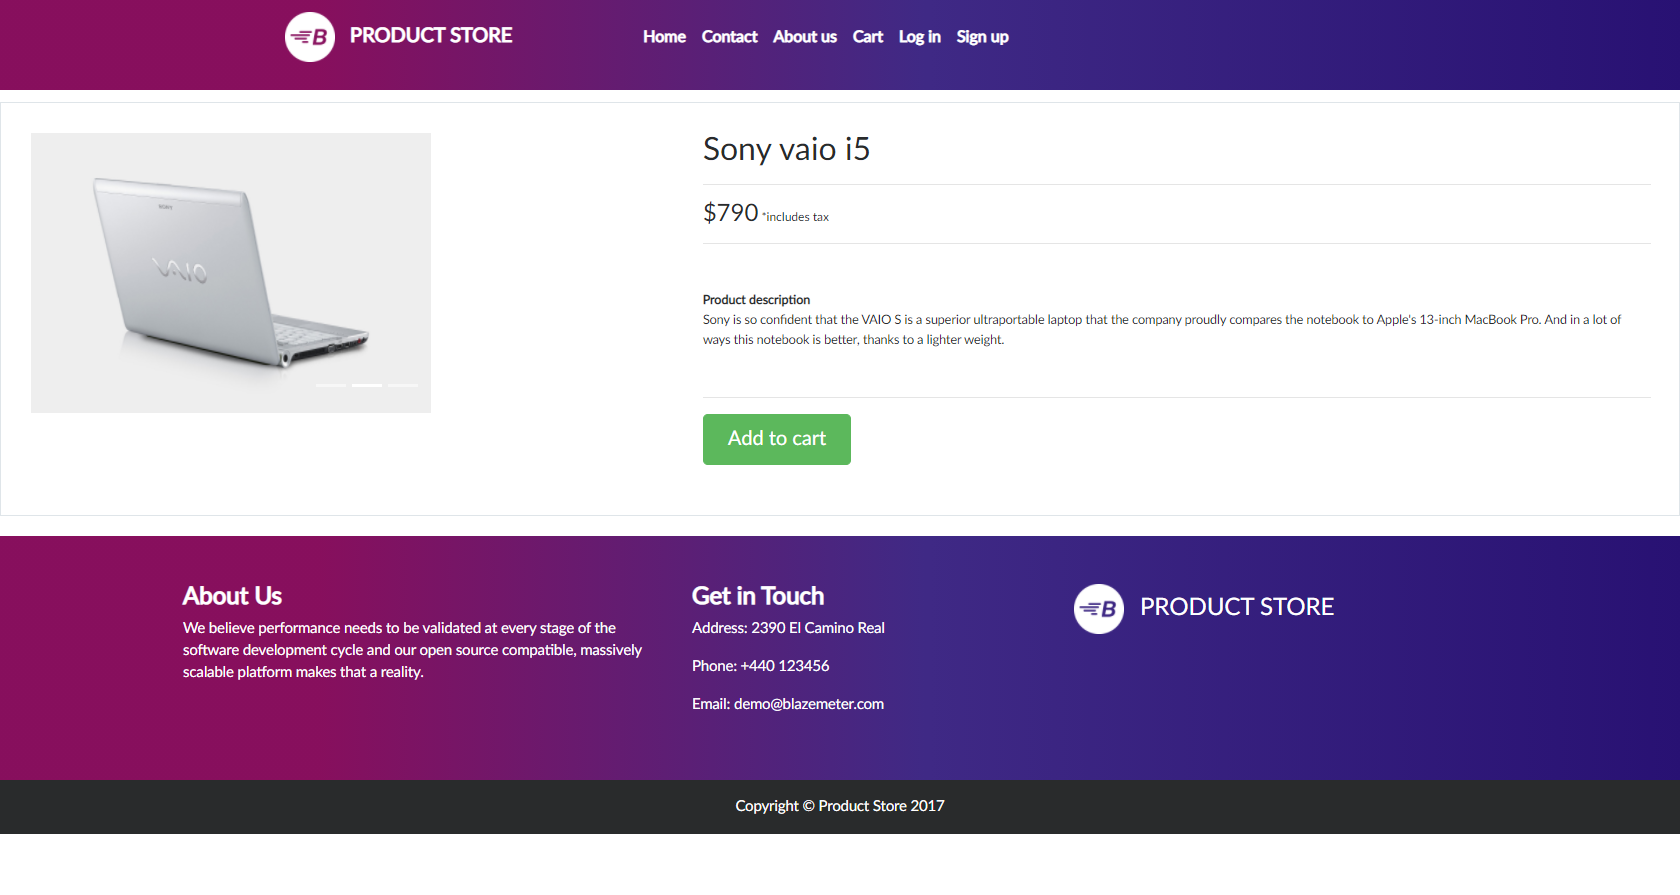 B PRODUCT STORE Home Contact About us Cart Log in Sign up
SONY
VAIO
Sony vaio i5
$790 *includes tax
Product description
Sony is so confident that the VAIO S is a superior ultraportable laptop that the company proudly compares the notebook to Apple's 13-inch MacBook Pro. And in a lot of
ways this notebook is better, thanks to a lighter weight.
Add to cart
About Us
We believe performance needs to be validated at every stage of the
software development cycle and our open source compatible, massively
scalable platform makes that a reality.
Get in Touch
Address: 2390 El Camino Real
Phone: +440 123456
Email: demo@blazemeter.com
B PRODUCT STORE
Copyright © Product Store 2017